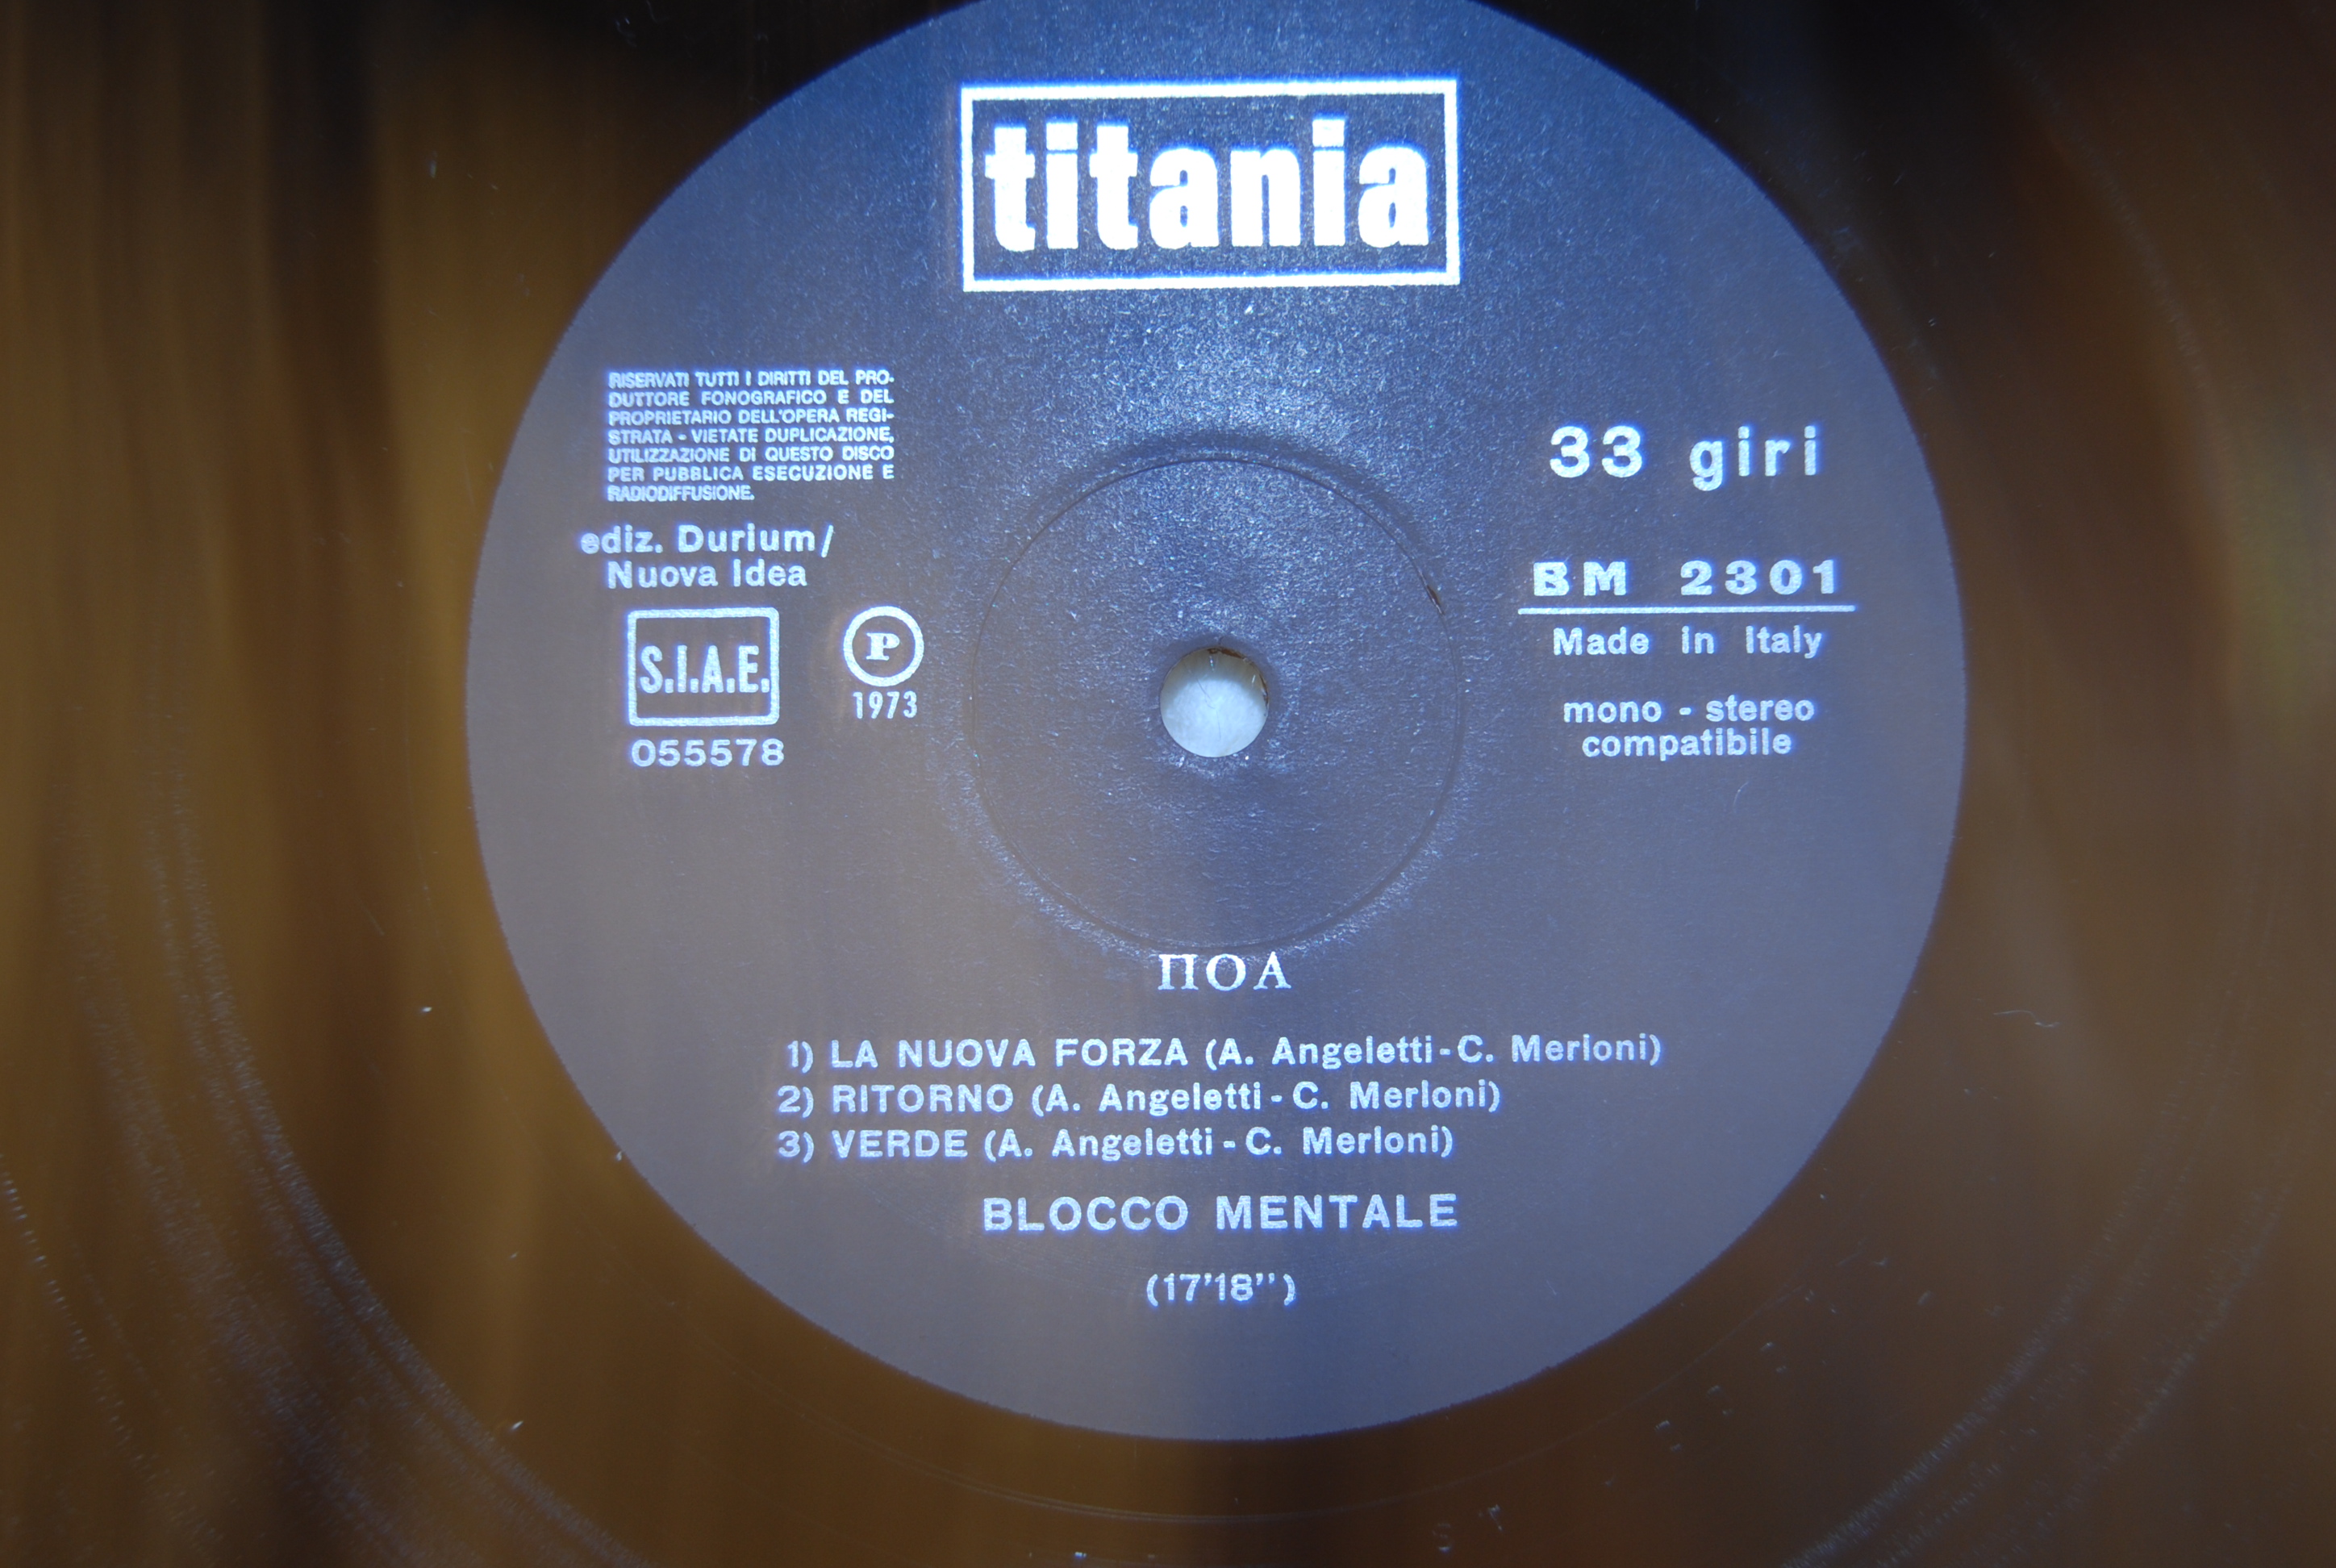 titania
RISERVATI TUTTI I DIRITTI DEL PRO-
DUTTORE FONOGRAFICO E DEL
PROPRIETARIO DELL'OPERA REGI-
STRATA - VIETATE DUPLICAZIONE,
UTILIZZAZIONE DI QUESTO DISCO
PER PUBBLICA ESECUZIONE E
RADIODIFFUSIONE.
ediz. Durium/
Nuova Idea
S.I.A.E.
055578
P
1973
33 giri
BM 2301
Made in Italy
mono - stereo
compatibile
ΠΟΑ
1) LA NUOVA FORZA (A. Angeletti - C. Merloni)
2) RITORNO (A. Angeletti - C. Merloni)
3) VERDE (A. Angeletti - C. Merloni)
BLOCCO MENTALE
(17'18'')